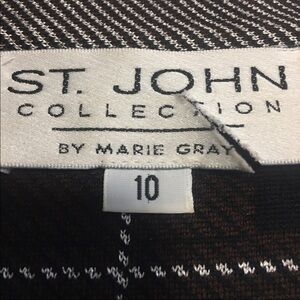 ST. JOHN
COLLECTION
BY MARIE GRAY
10